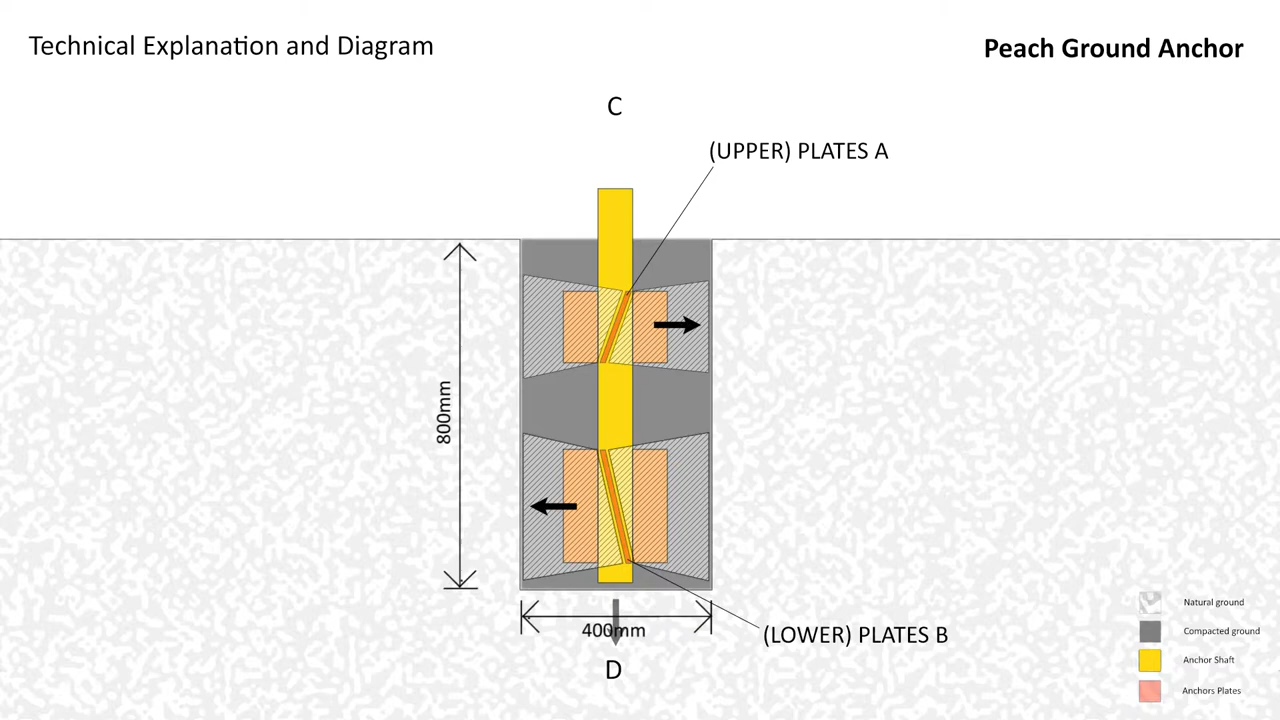 Technical Explanation and Diagram
Peach Ground Anchor
C
(UPPER) PLATES A
800mm
400mm
(LOWER) PLATES B
D
Natural ground
Compacted ground
Anchor Shaft
Anchors Plates